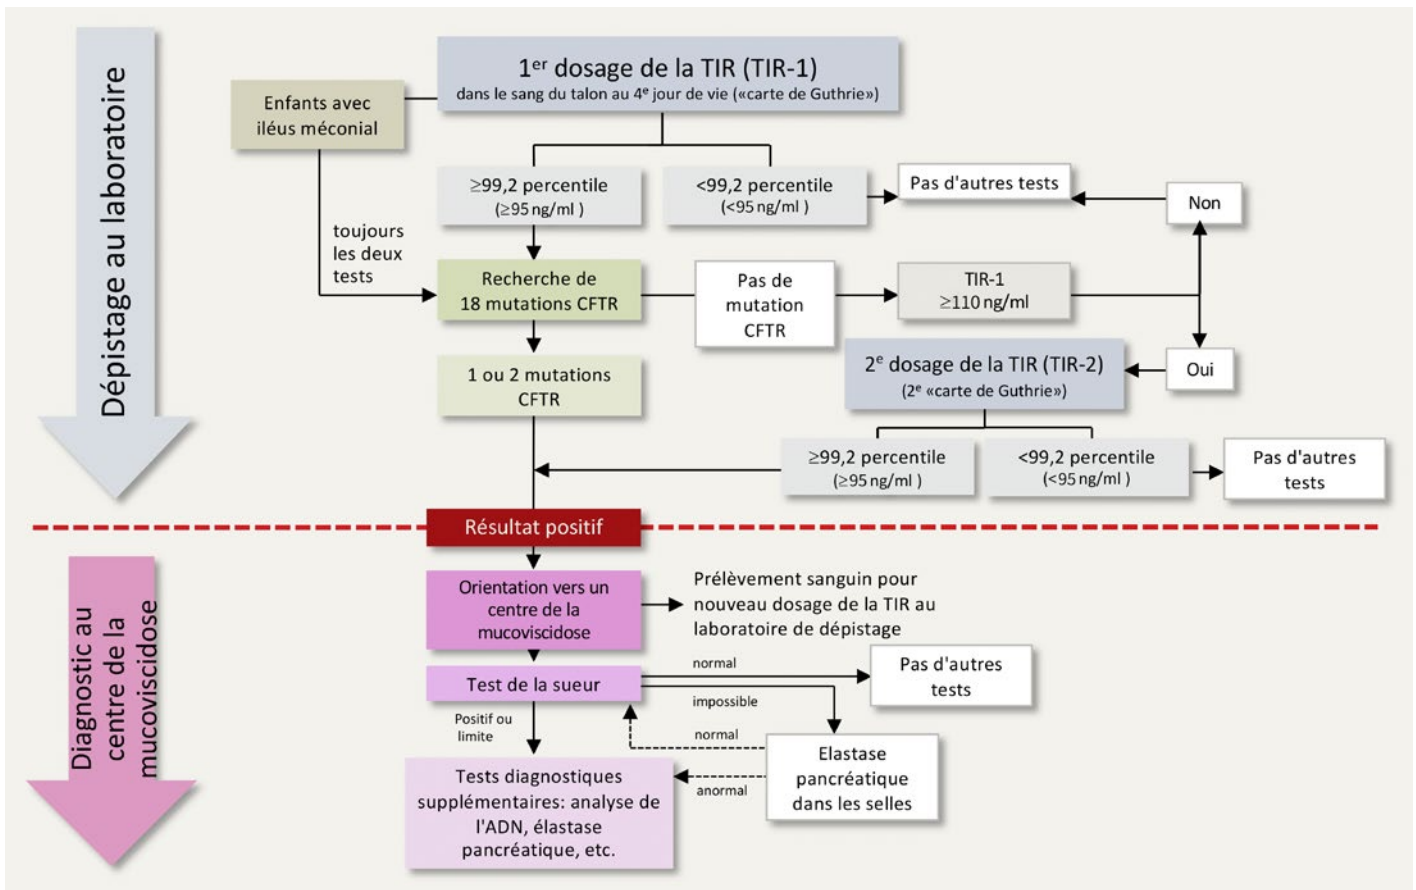 Dépistage au laboratoire
1er dosage de la TIR (TIR-1)
dans le sang du talon au 4e jour de vie («carte de Guthrie»)
Enfants avec
iléus méconial
≥99,2 percentile
(≥95 ng/ml )
<99,2 percentile
(<95 ng/ml )
Pas d'autres tests
Non
toujours
les deux
tests
Recherche de
18 mutations CFTR
Pas de
mutation
CFTR
TIR-1
≥110 ng/ml
Oui
1 ou 2 mutations
CFTR
2e dosage de la TIR (TIR-2)
(2e «carte de Guthrie»)
≥99,2 percentile
(≥95 ng/ml )
<99,2 percentile
(<95 ng/ml )
Pas d'autres
tests
Résultat positif
Diagnostic au
centre de la
mucoviscidose
Orientation vers un
centre de la
mucoviscidose
Prélèvement sanguin pour
nouveau dosage de la TIR au
laboratoire de dépistage
Test de la sueur
normal
Pas d'autres
tests
impossible
Positif ou
limite
normal
Elastase
pancréatique
dans les selles
anormal
Tests diagnostiques
supplémentaires: analyse de
l'ADN, élastase
pancréatique, etc.